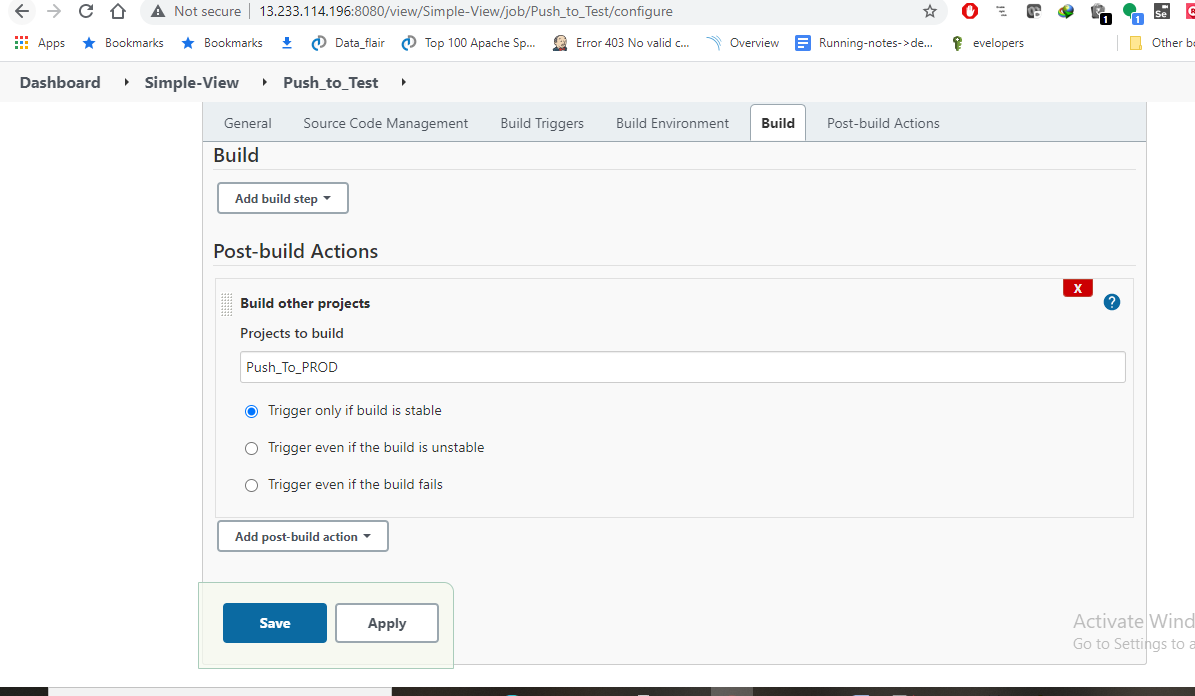 Not secure 13.233.114.196:8080/view/Simple-View/job/Push_to_Test/configure
1 1 Se
Apps Bookmarks Bookmarks Data_flair Top 100 Apache Sp... Error 403 No valid c... Overview Running-notes->de... evelopers Other bo
Dashboard Simple-View Push_to_Test
General Source Code Management Build Triggers Build Environment Build Post-build Actions
Build
Add build step
Post-build Actions
X
Build other projects ?
Projects to build
Push_To_PROD
Trigger only if build is stable
Trigger even if the build is unstable
Trigger even if the build fails
Add post-build action
Save Apply
Activate Wind
Go to Settings to a